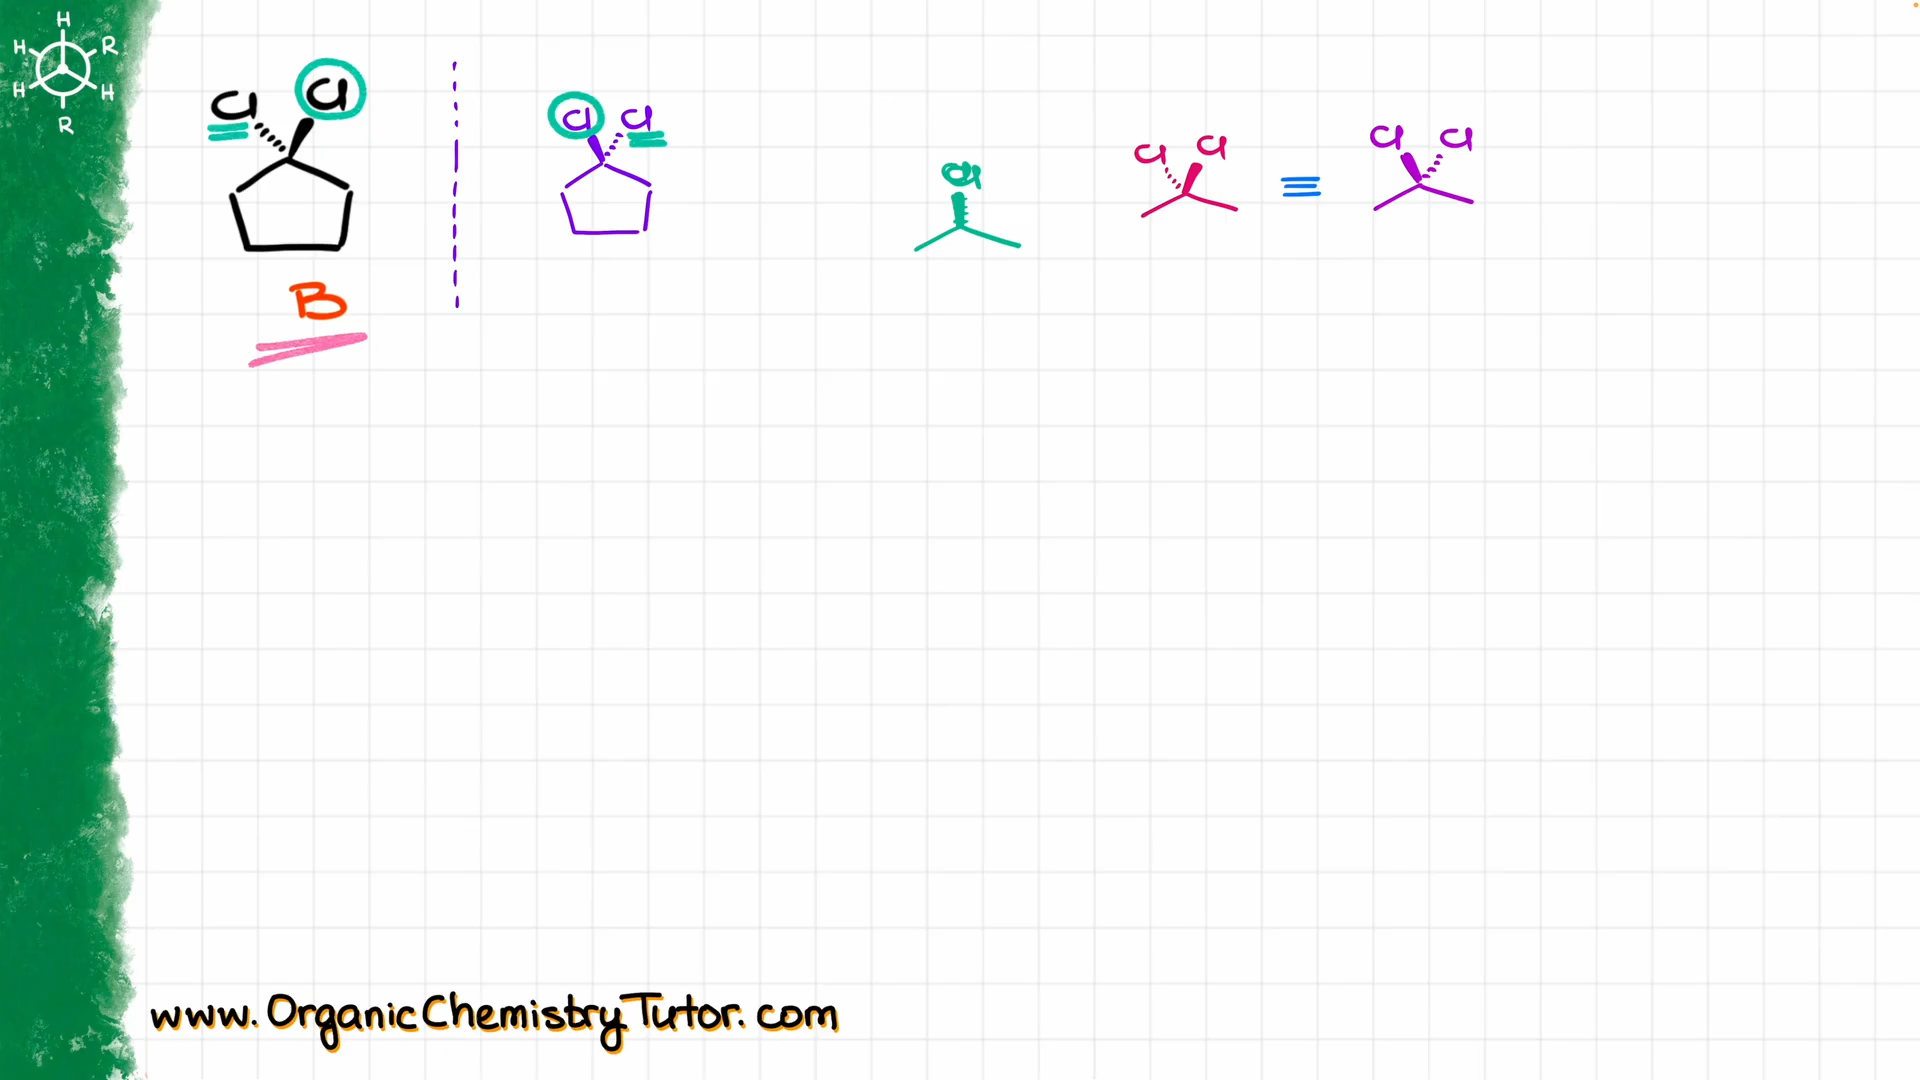 H
H R
H H
R
Cl Cl
Cl Cl
Cl
Cl Cl
Cl Cl
B
www.OrganicChemistryTutor.com